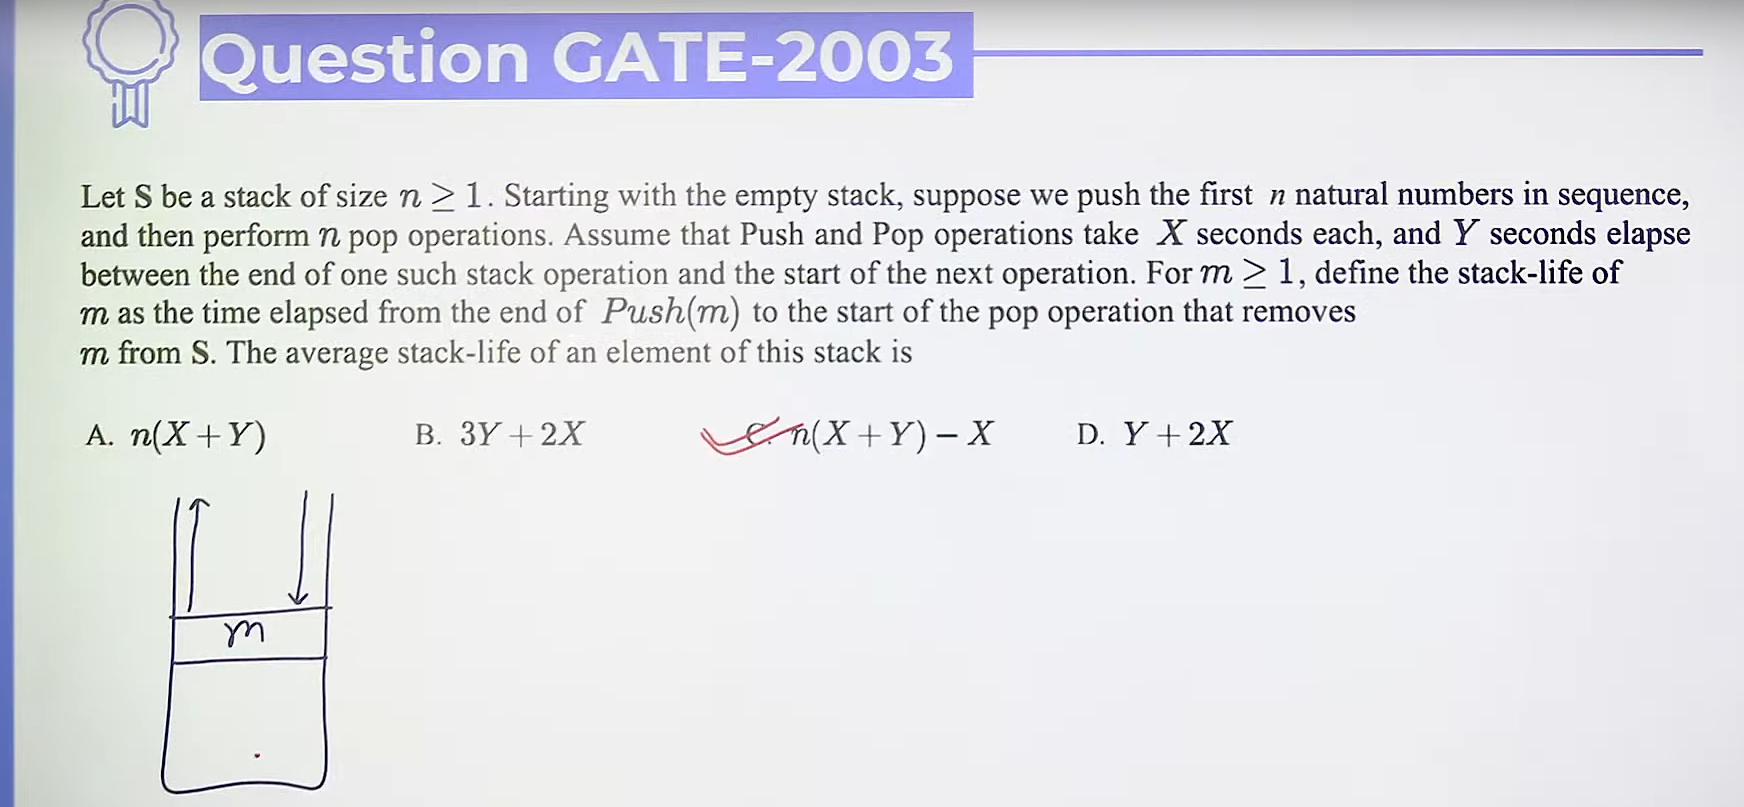 Question GATE-2003
Let S be a stack of size n ≥ 1. Starting with the empty stack, suppose we push the first n natural numbers in sequence,
and then perform n pop operations. Assume that Push and Pop operations take X seconds each, and Y seconds elapse
between the end of one such stack operation and the start of the next operation. For m ≥ 1, define the stack-life of
m as the time elapsed from the end of Push(m) to the start of the pop operation that removes
m from S. The average stack-life of an element of this stack is
A. n(X + Y) B. 3Y + 2X C. n(X + Y) – X D. Y + 2X
m